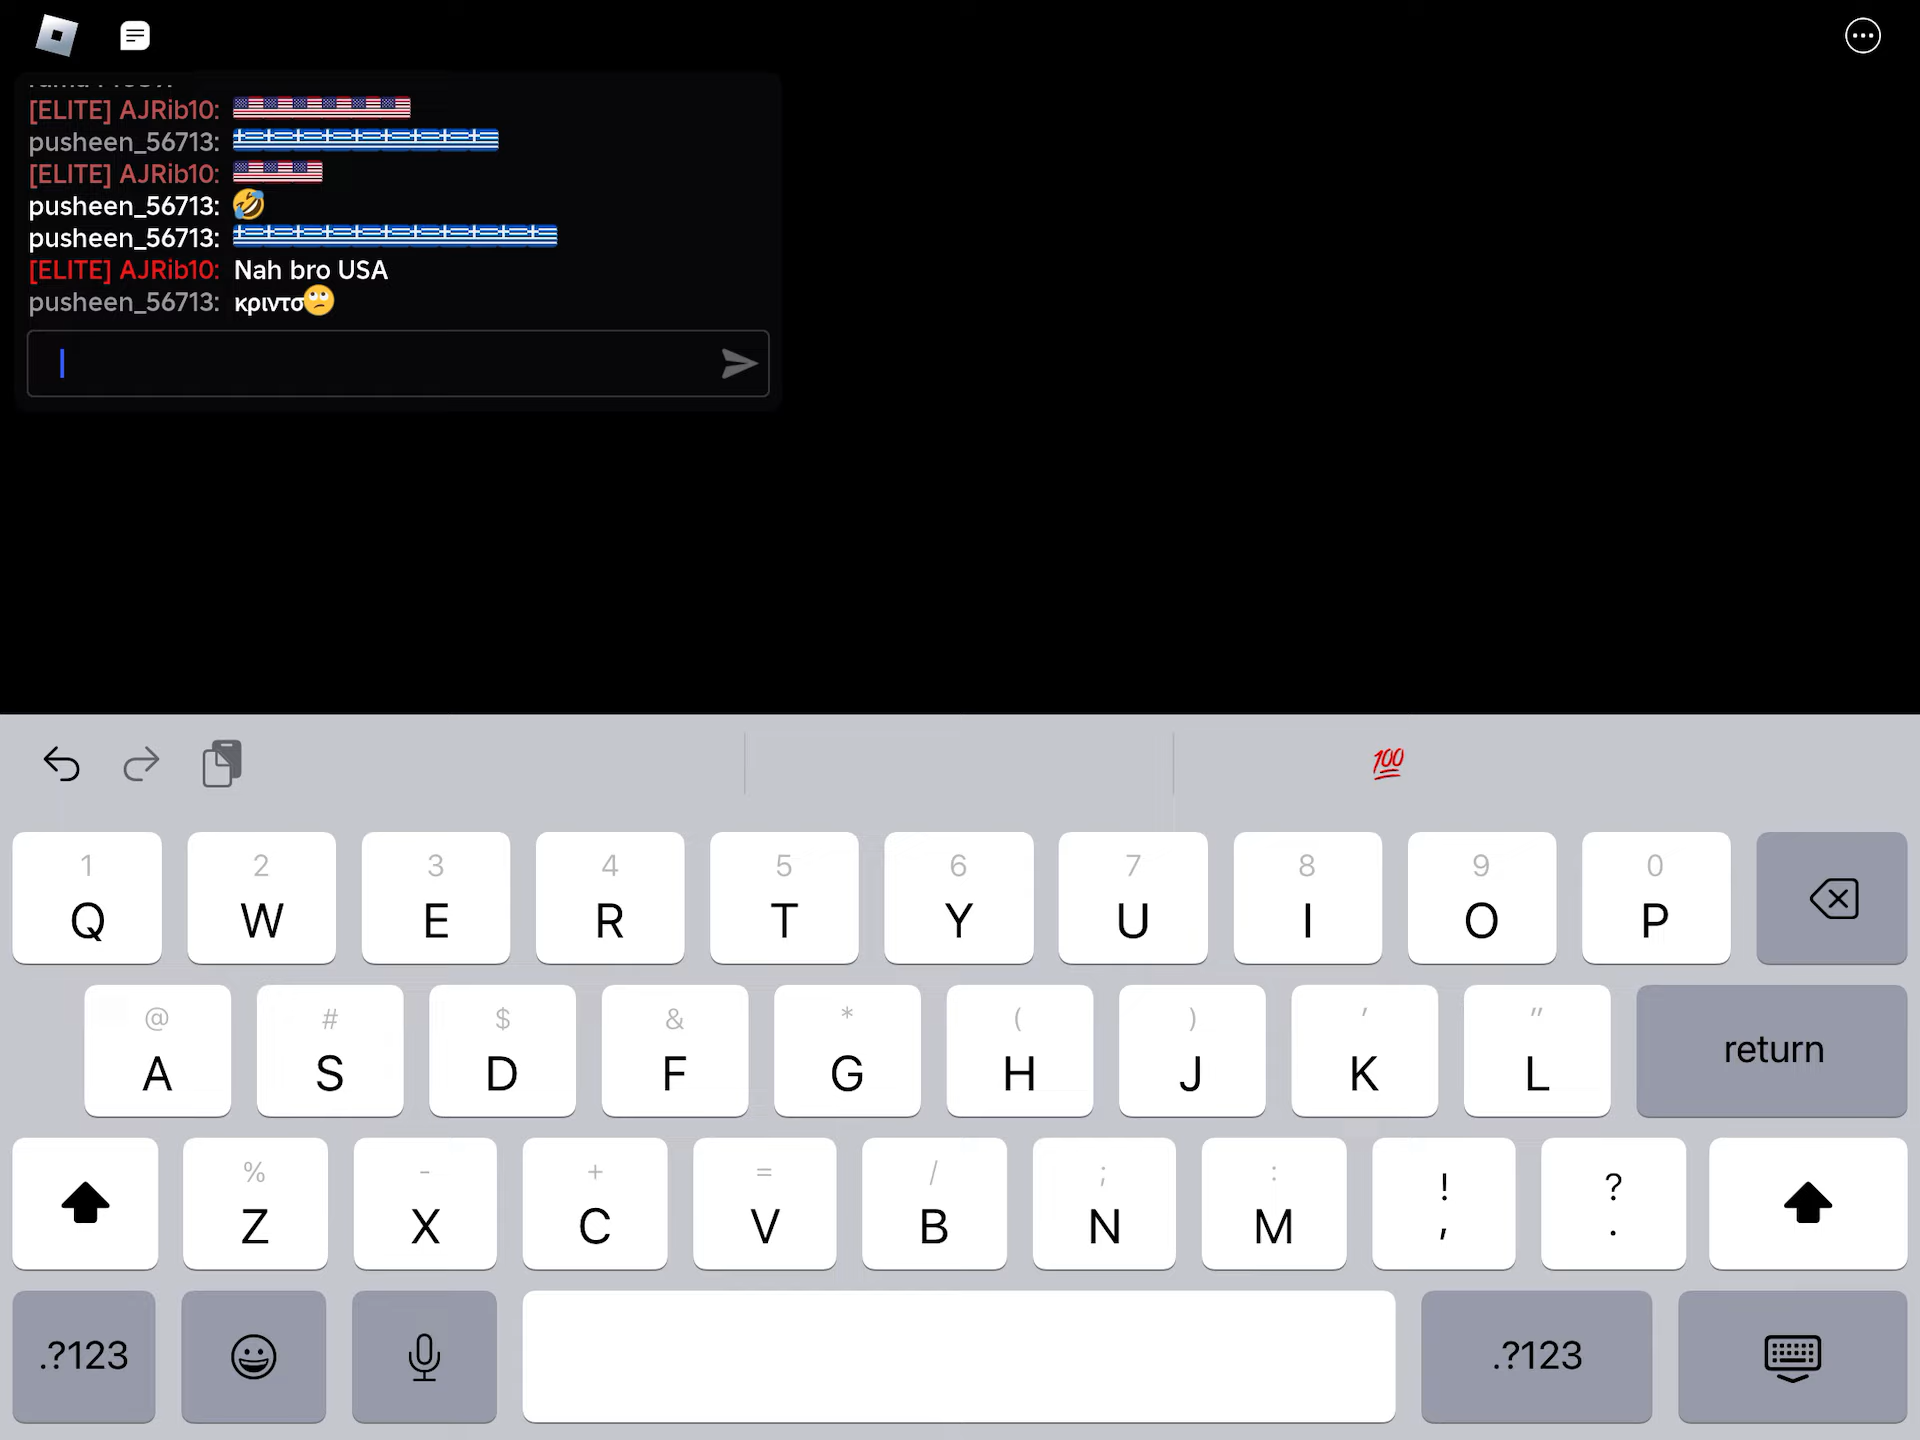 [ELITE] AJRib10: 🇺🇸🇺🇸🇺🇸🇺🇸🇺🇸🇺🇸
pusheen_56713: 🇬🇷🇬🇷🇬🇷🇬🇷🇬🇷🇬🇷🇬🇷🇬🇷🇬🇷
[ELITE] AJRib10: 🇺🇸🇺🇸🇺🇸
pusheen_56713: 🤣
pusheen_56713: 🇬🇷🇬🇷🇬🇷🇬🇷🇬🇷🇬🇷🇬🇷🇬🇷🇬🇷🇬🇷🇬🇷
[ELITE] AJRib10: Nah bro USA
pusheen_56713: κριντσ🙄
💯
1 2 3 4 5 6 7 8 9 0
Q W E R T Y U I O P
@ # $ & * ( ) ' "
A S D F G H J K L return
% - + = / ; : ! ?
Z X C V B N M , .
.?123 .?123